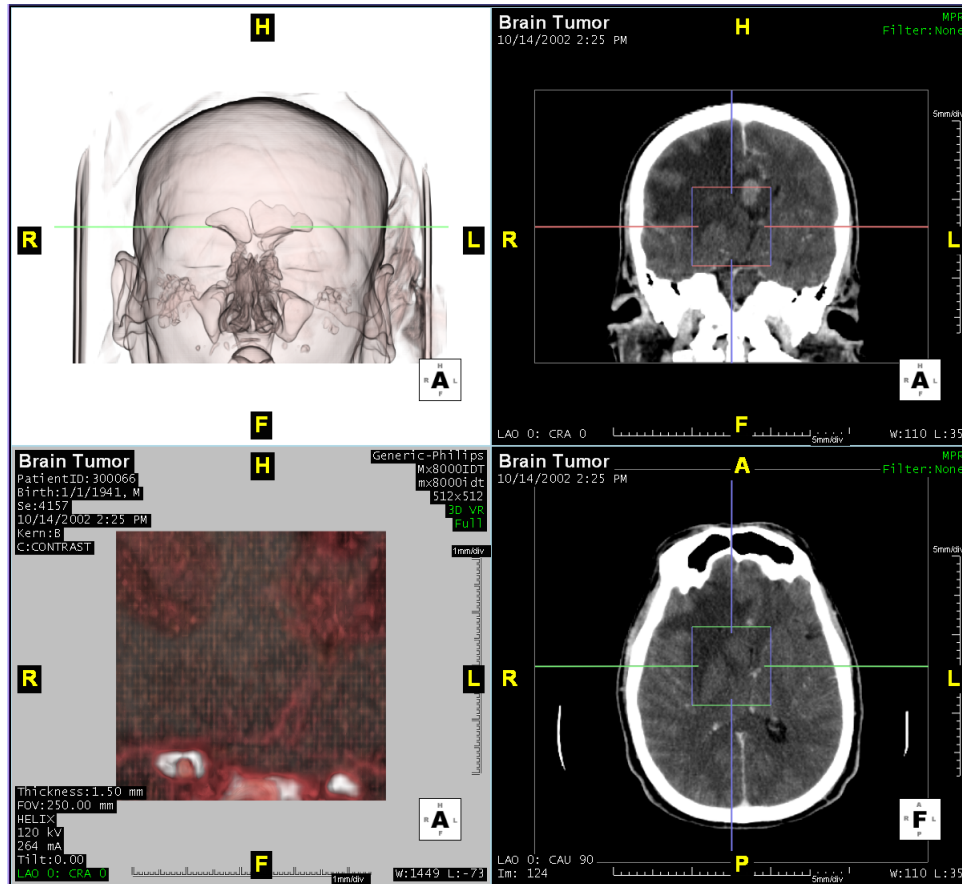 H
R
L
H
R A L
F
F
Brain Tumor
10/14/2002 2:25 PM
H
MPR
Filter:None
5mm/div
R
L
H
R A L
F
F
LAO 0: CRA 0
5mm/div
W:110 L:35
Brain Tumor
PatientID:300066
Birth:1/1/1941, M
Se:4157
10/14/2002 2:25 PM
Kern:B
C:CONTRAST
H
Generic-Philips
Mx8000IDT
mx8000idt
512x512
3D VR
Full
1mm/div
R
L
Thickness:1.50 mm
FOV:250.00 mm
HELIX
120 kV
264 mA
Tilt:0.00
LAO 0: CRA 0
H
R A L
F
F
1mm/div
W:1449 L:-73
Brain Tumor
10/14/2002 2:25 PM
A
MPR
Filter:None
5mm/div
R
L
A
R F L
P
LAO 0: CAU 90
Im: 124
P
5mm/div
W:110 L:35